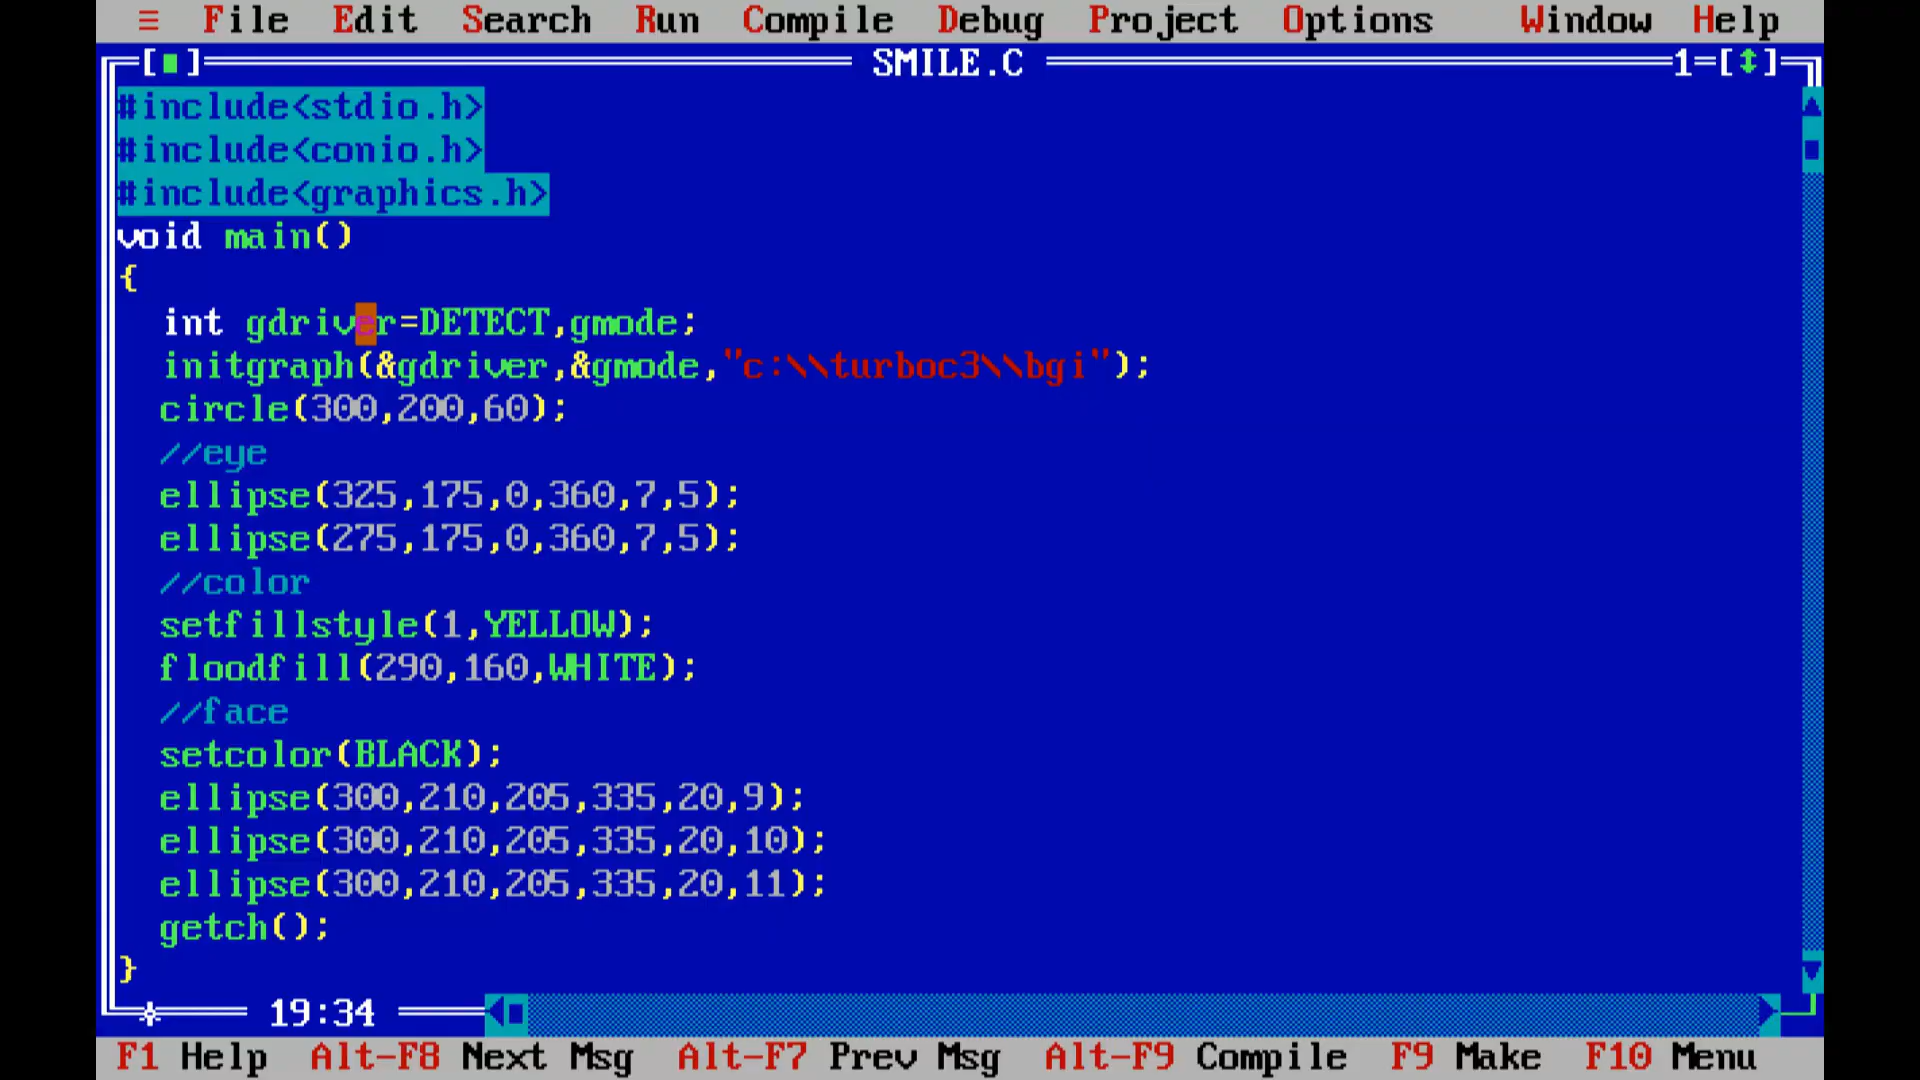 ≡ File Edit Search Run Compile Debug Project Options Window Help
[■] SMILE.C 1=[↕]
#include<stdio.h>
#include<conio.h>
#include<graphics.h>
void main()
{
int gdriver=DETECT,gmode;
initgraph(&gdriver,&gmode,"c:\\turboc3\\bgi");
circle(300,200,60);
//eye
ellipse(325,175,0,360,7,5);
ellipse(275,175,0,360,7,5);
//color
setfillstyle(1,YELLOW);
floodfill(290,160,WHITE);
//face
setcolor(BLACK);
ellipse(300,210,205,335,20,9);
ellipse(300,210,205,335,20,10);
ellipse(300,210,205,335,20,11);
getch();
}
19:34
F1 Help Alt-F8 Next Msg Alt-F7 Prev Msg Alt-F9 Compile F9 Make F10 Menu